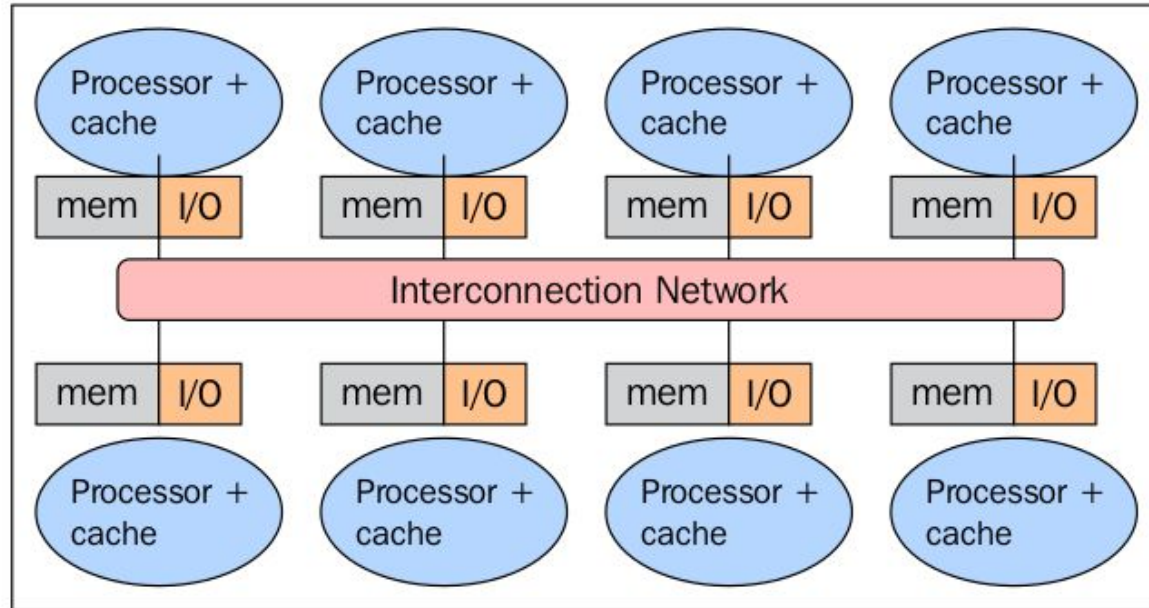 Processor +
cache
Processor +
cache
Processor +
cache
Processor +
cache
mem I/O
mem I/O
mem I/O
mem I/O
Interconnection Network
mem I/O
mem I/O
mem I/O
mem I/O
Processor +
cache
Processor +
cache
Processor +
cache
Processor +
cache